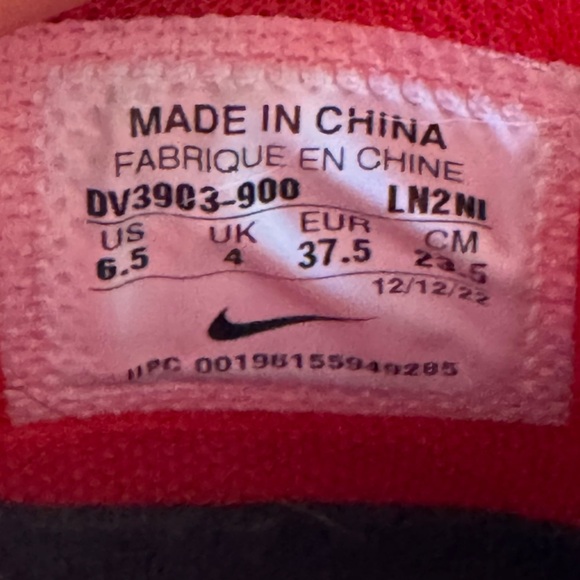 MADE IN CHINA
FABRIQUE EN CHINE
DV3903-900 LN2NI
US UK EUR CM
6.5 4 37.5 23.5
12/12/22
UPC 00196155949285